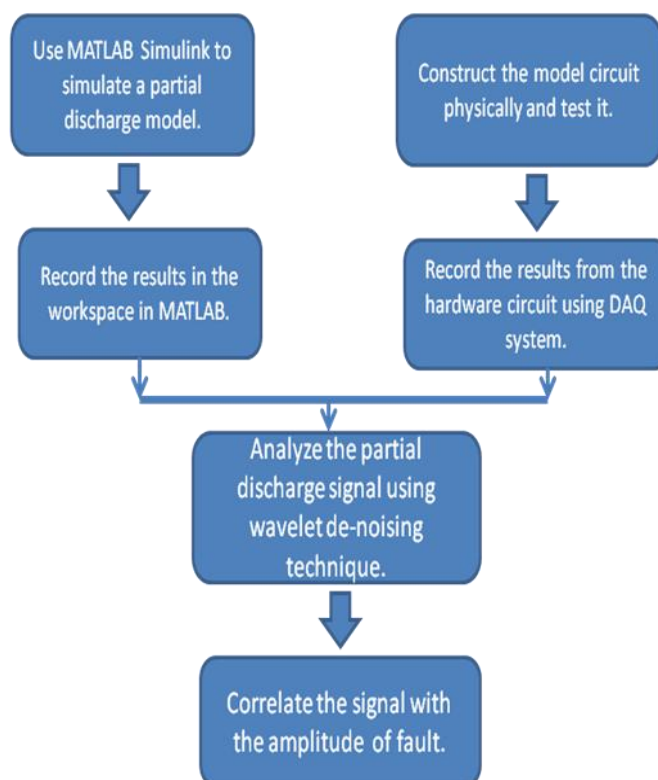 Use MATLAB Simulink to
simulate a partial
discharge model.
Construct the model circuit
physically and test it.
Record the results in the
workspace in MATLAB.
Record the results from the
hardware circuit using DAQ
system.
Analyze the partial
discharge signal using
wavelet de-noising
technique.
Correlate the signal with
the amplitude of fault.